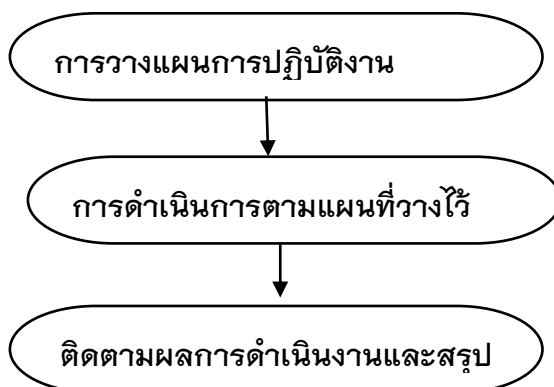 การวางแผนการปฏิบัติงาน
การดำเนินการตามแผนที่วางไว้
ติดตามผลการดำเนินงานและสรุป